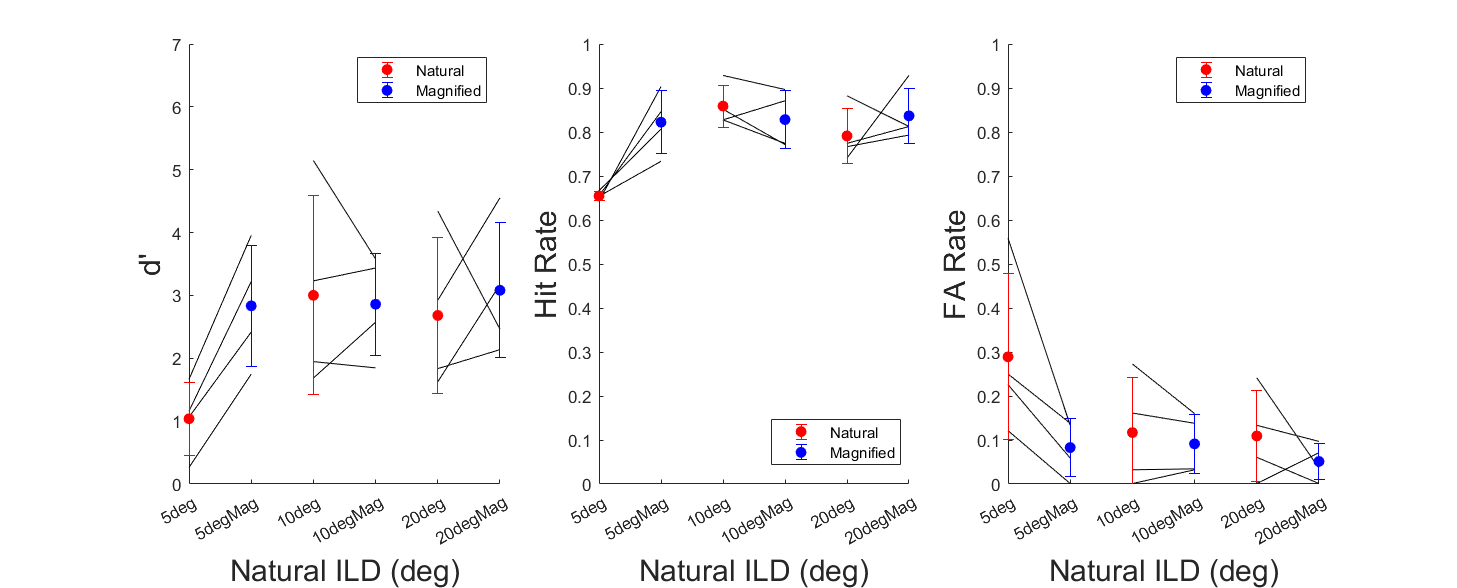 d'
7
6
5
4
3
2
1
0
Natural
Magnified
5deg
5degMag
10deg
10degMag
20deg
20degMag
Natural ILD (deg)
Hit Rate
1
0.9
0.8
0.7
0.6
0.5
0.4
0.3
0.2
0.1
0
Natural
Magnified
5deg
5degMag
10deg
10degMag
20deg
20degMag
Natural ILD (deg)
FA Rate
1
0.9
0.8
0.7
0.6
0.5
0.4
0.3
0.2
0.1
0
Natural
Magnified
5deg
5degMag
10deg
10degMag
20deg
20degMag
Natural ILD (deg)